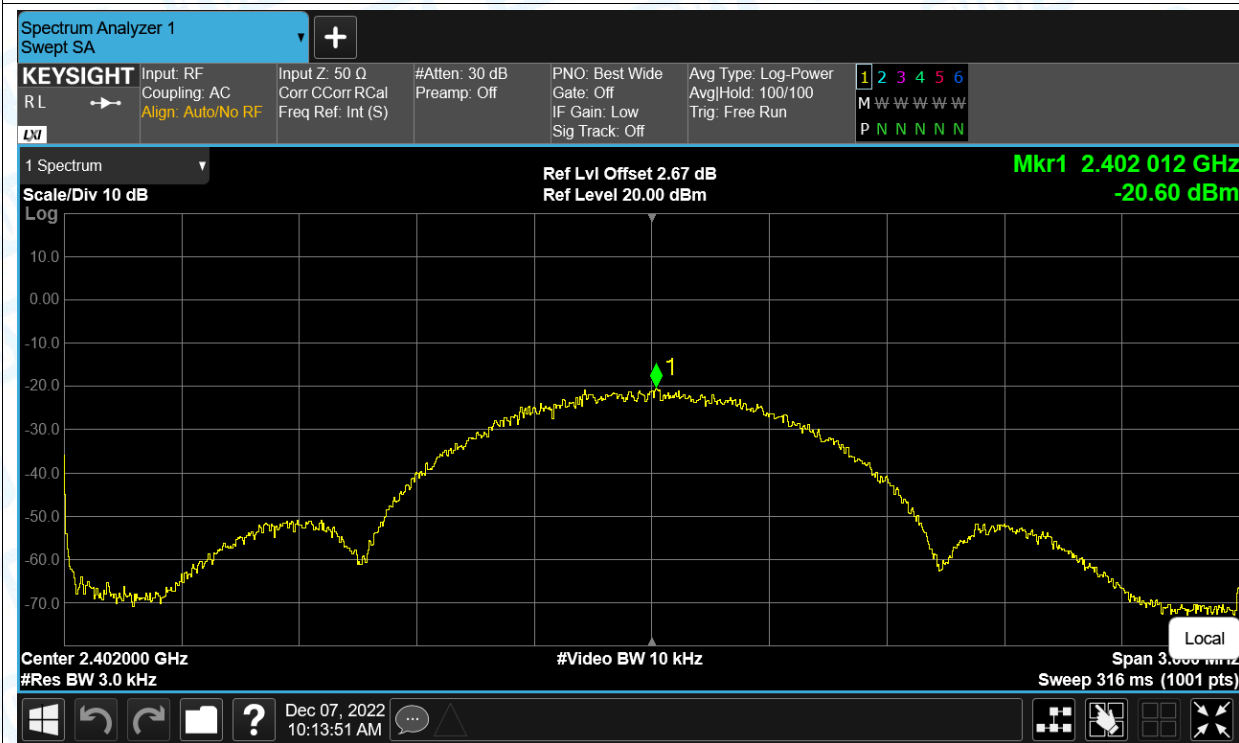 Spectrum Analyzer 1
Swept SA
KEYSIGHT
R L
LXI
Input: RF
Coupling: AC
Align: Auto/No RF
Input Z: 50 Ω
Corr CCorr RCal
Freq Ref: Int (S)
#Atten: 30 dB
Preamp: Off
PNO: Best Wide
Gate: Off
IF Gain: Low
Sig Track: Off
Avg Type: Log-Power
Avg|Hold: 100/100
Trig: Free Run
1 2 3 4 5 6
M W W W W W
P N N N N N
1 Spectrum
Scale/Div 10 dB
Log
Ref Lvl Offset 2.67 dB
Ref Level 20.00 dBm
Mkr1 2.402 012 GHz
-20.60 dBm
10.0
0.00
-10.0
-20.0
-30.0
-40.0
-50.0
-60.0
-70.0
1
Center 2.402000 GHz
#Res BW 3.0 kHz
#Video BW 10 kHz
Local
Span
Sweep 316 ms (1001 pts)
?
Dec 07, 2022
10:13:51 AM